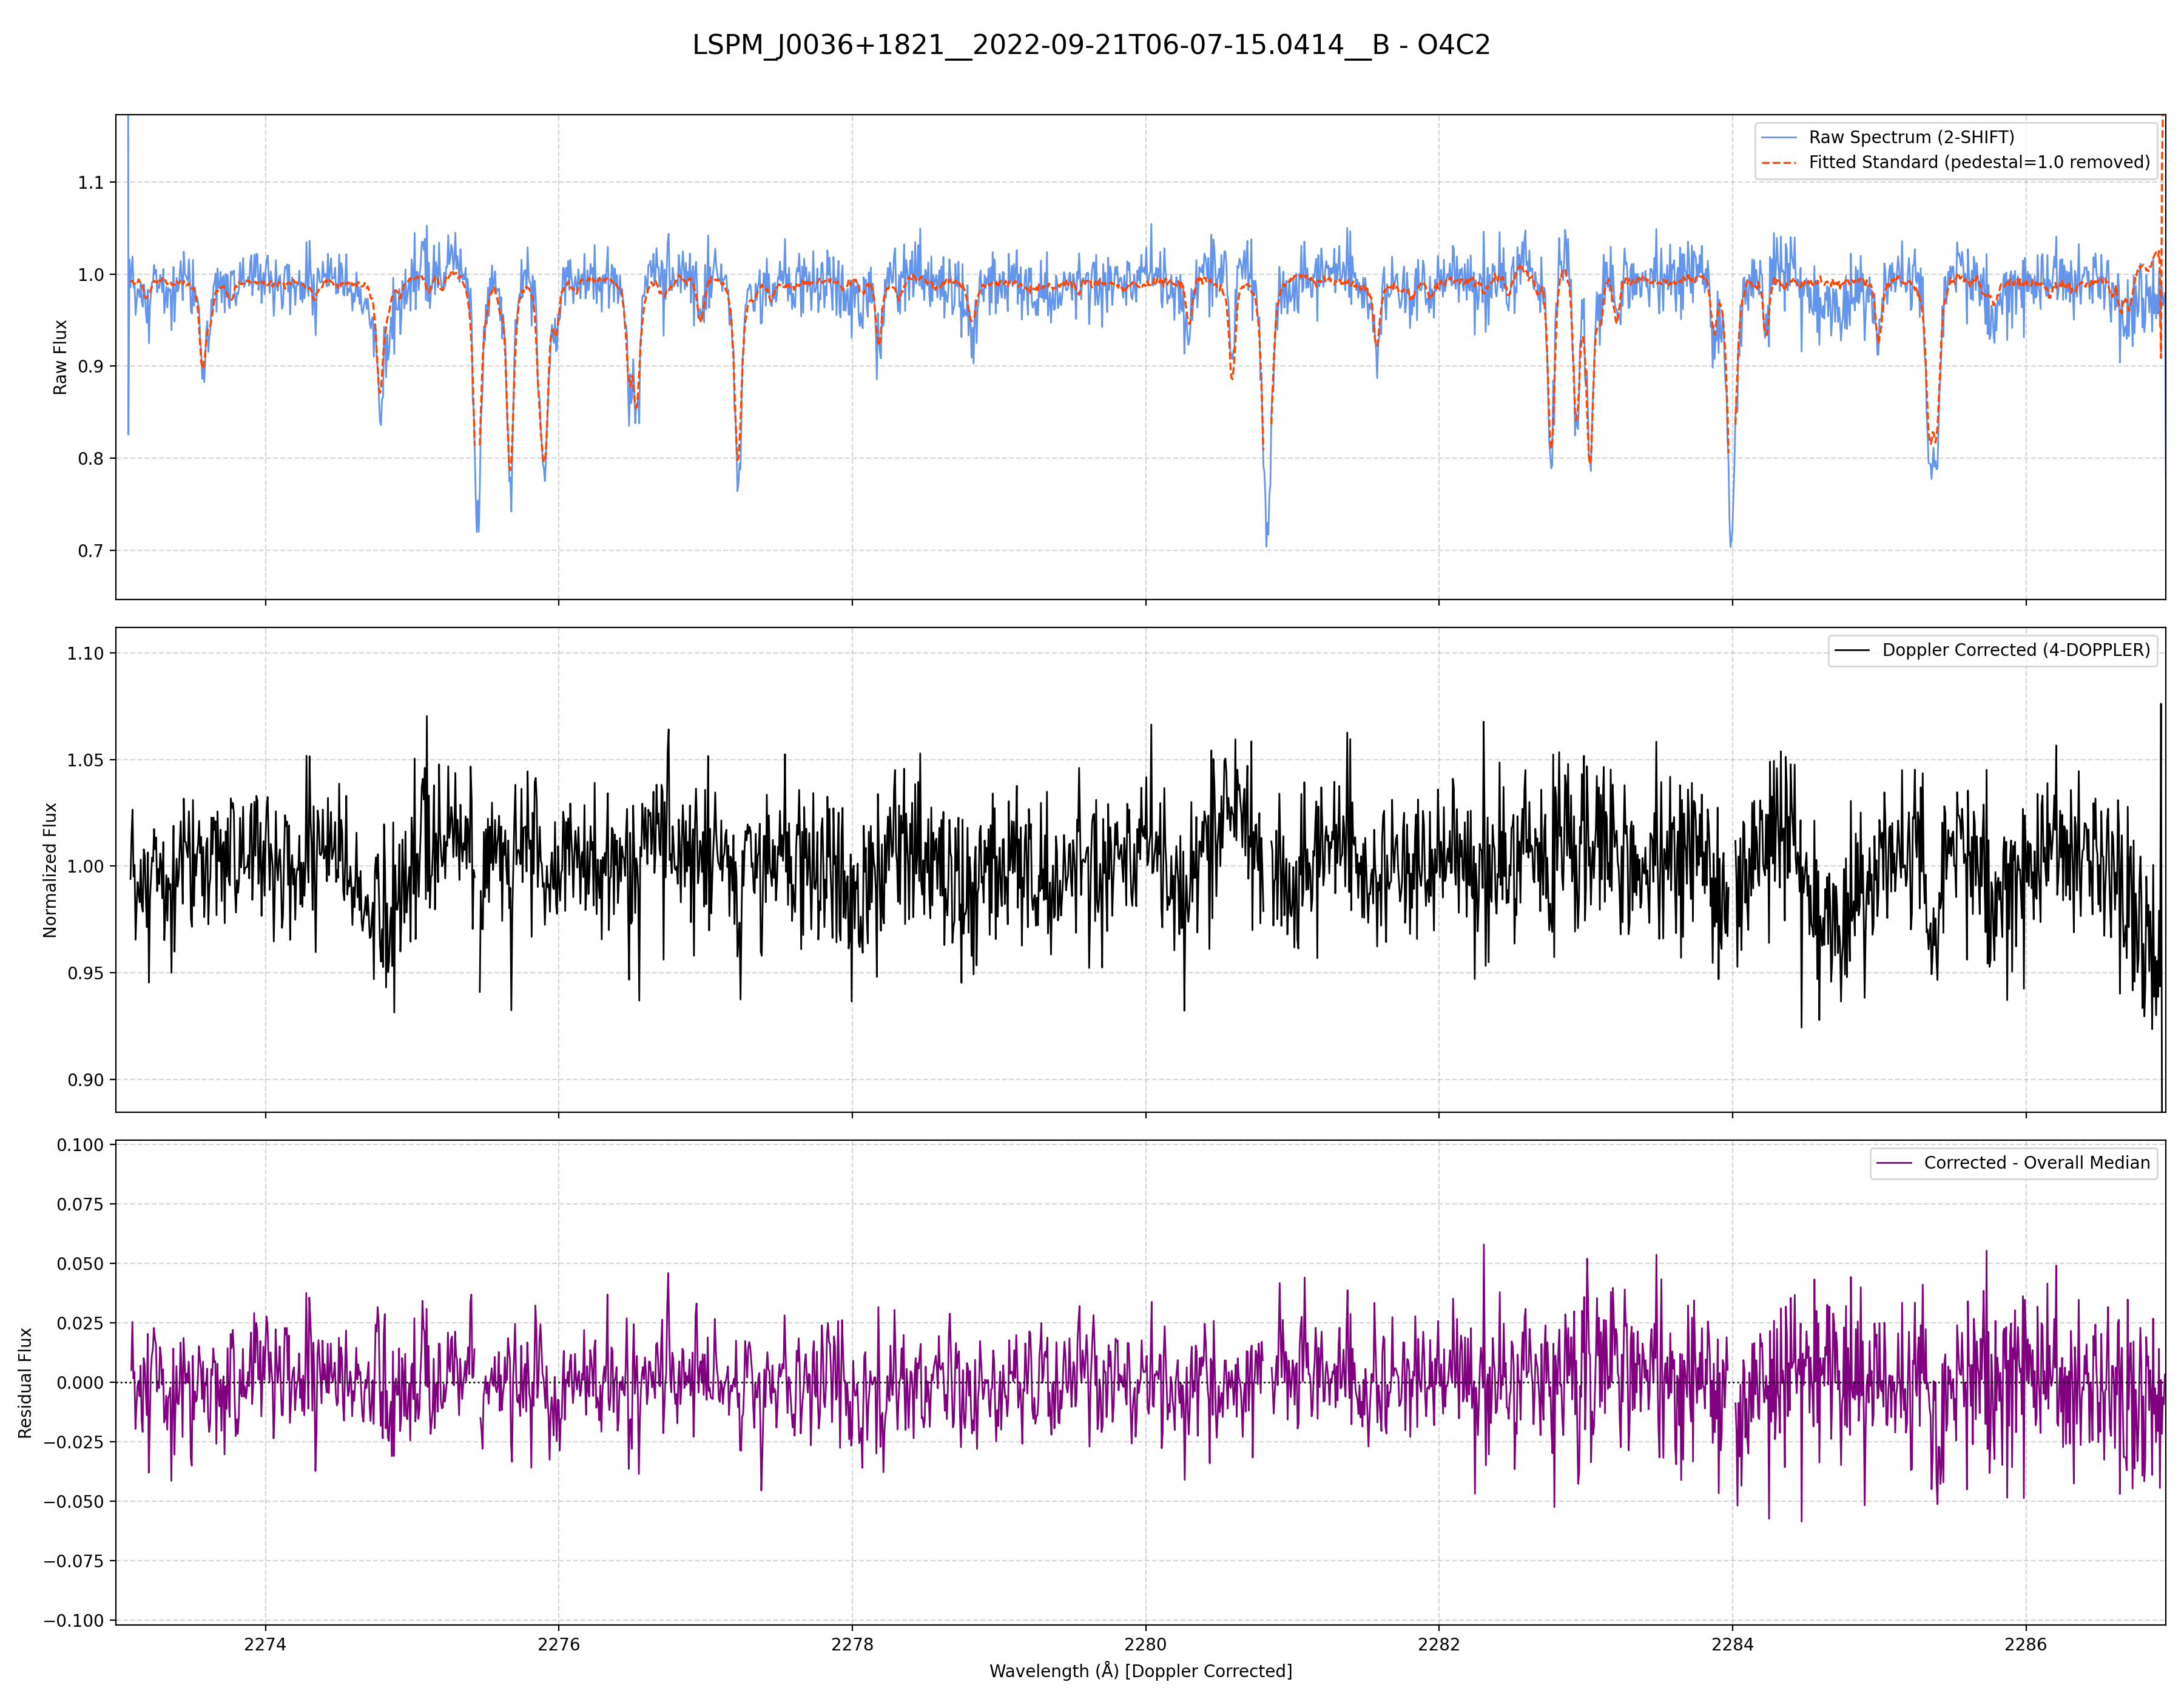 LSPM_J0036+1821__2022-09-21T06-07-15.0414__B - O4C2
Raw Spectrum (2-SHIFT)
Fitted Standard (pedestal=1.0 removed)
Raw Flux
1.1
1.0
0.9
0.8
0.7
Doppler Corrected (4-DOPPLER)
Normalized Flux
1.10
1.05
1.00
0.95
0.90
Corrected - Overall Median
Residual Flux
0.100
0.075
0.050
0.025
0.000
−0.025
−0.050
−0.075
−0.100
2274 2276 2278 2280 2282 2284 2286
Wavelength (Å) [Doppler Corrected]